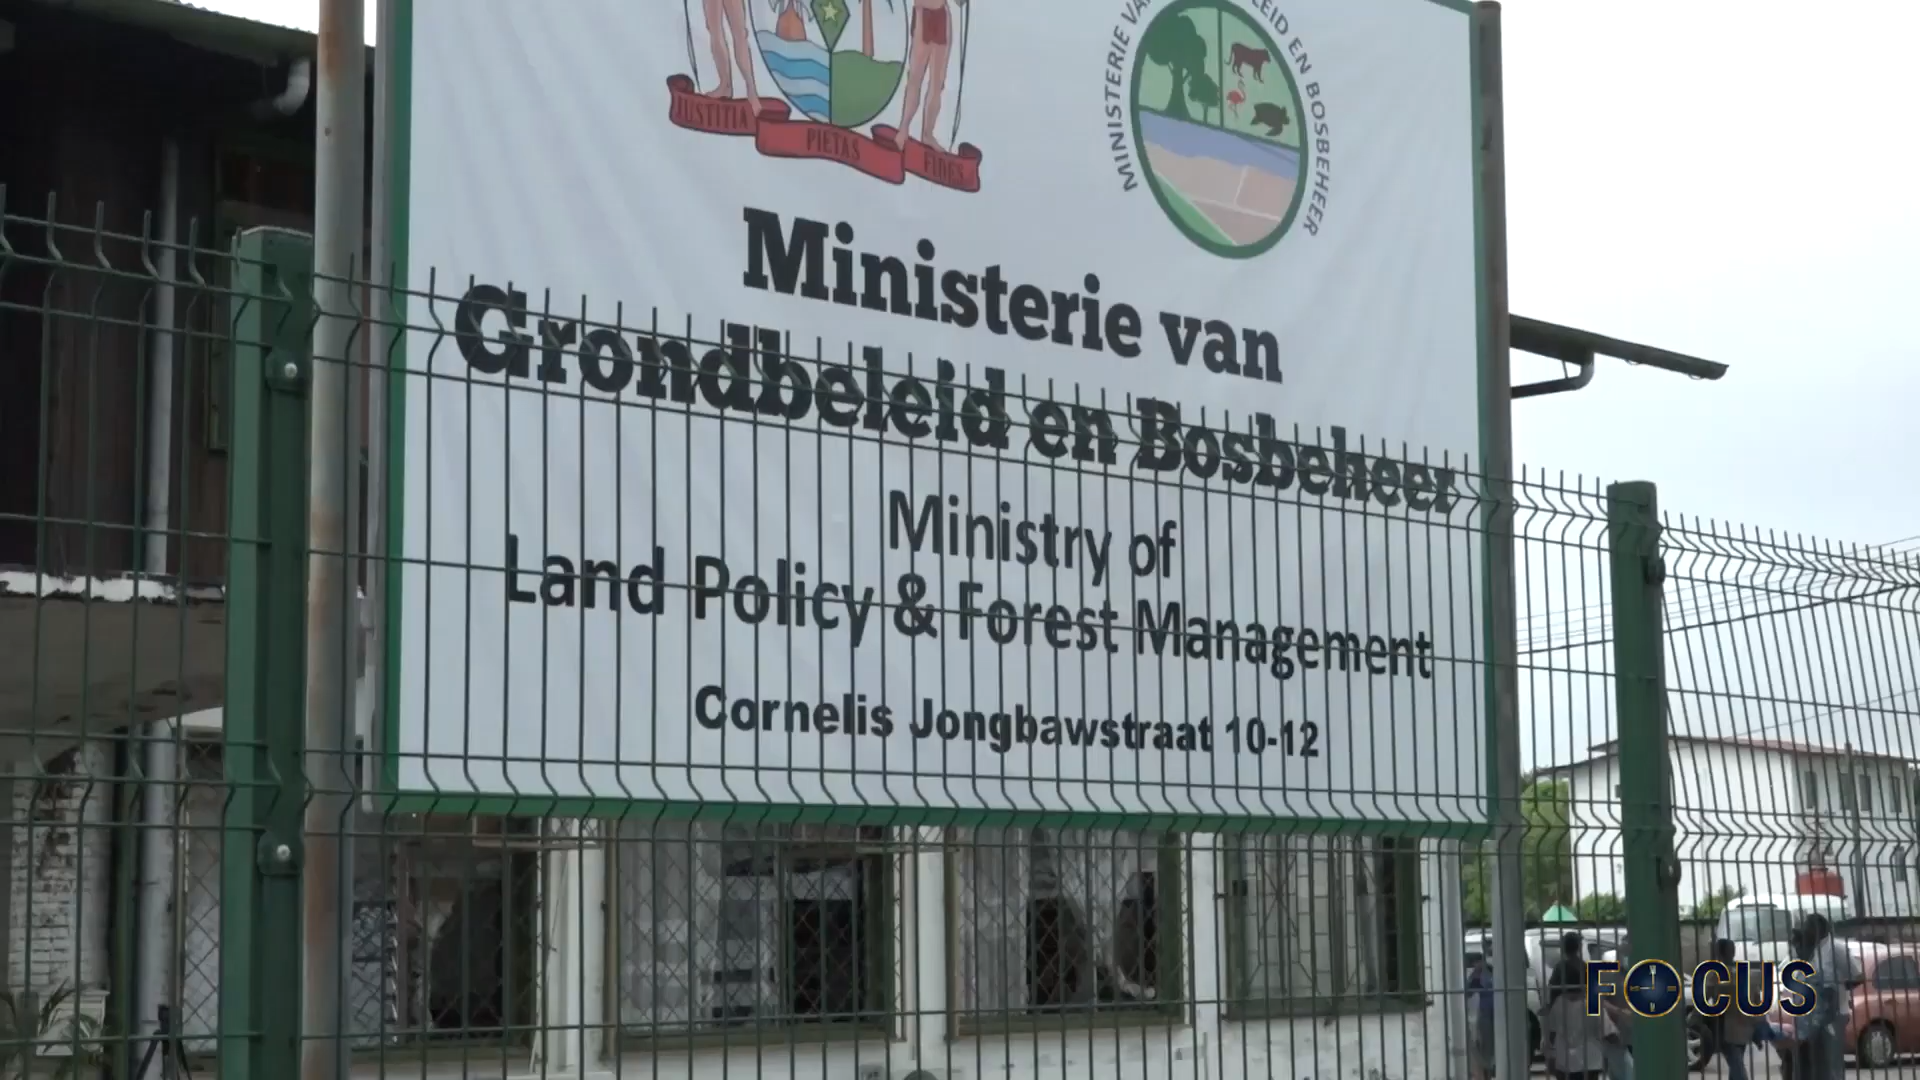 JUSTITIA PIETAS FIDES
MINISTERIE VAN LEID EN BOSBEHEER
Ministerie van
Grondbeleid en Bosbeheer
Ministry of
Land Policy & Forest Management
Cornelis Jongbawstraat 10-12
FOCUS